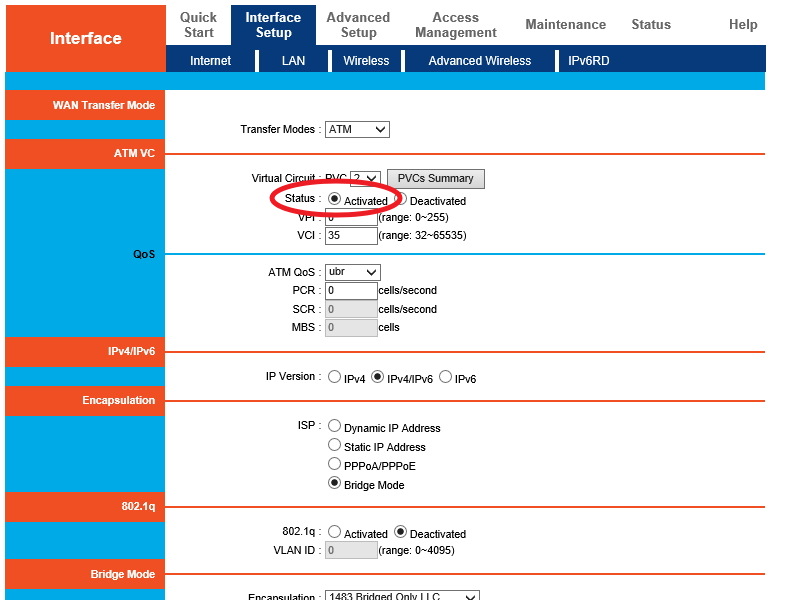 Interface
Quick Start
Interface Setup
Advanced Setup
Access Management
Maintenance
Status
Help
Internet
LAN
Wireless
Advanced Wireless
IPv6RD
WAN Transfer Mode
Transfer Modes : ATM
ATM VC
Virtual Circuit : PVC 2 PVCs Summary
Status : Activated Deactivated
VPI : 0 (range: 0~255)
VCI : 35 (range: 32~65535)
QoS
ATM QoS : ubr
PCR : 0 cells/second
SCR : 0 cells/second
MBS : 0 cells
IPv4/IPv6
IP Version : IPv4 IPv4/IPv6 IPv6
Encapsulation
ISP : Dynamic IP Address
Static IP Address
PPPoA/PPPoE
Bridge Mode
802.1q
802.1q : Activated Deactivated
VLAN ID : 0 (range: 0~4095)
Bridge Mode
Encapsulation : 1483 Bridged Only LLC